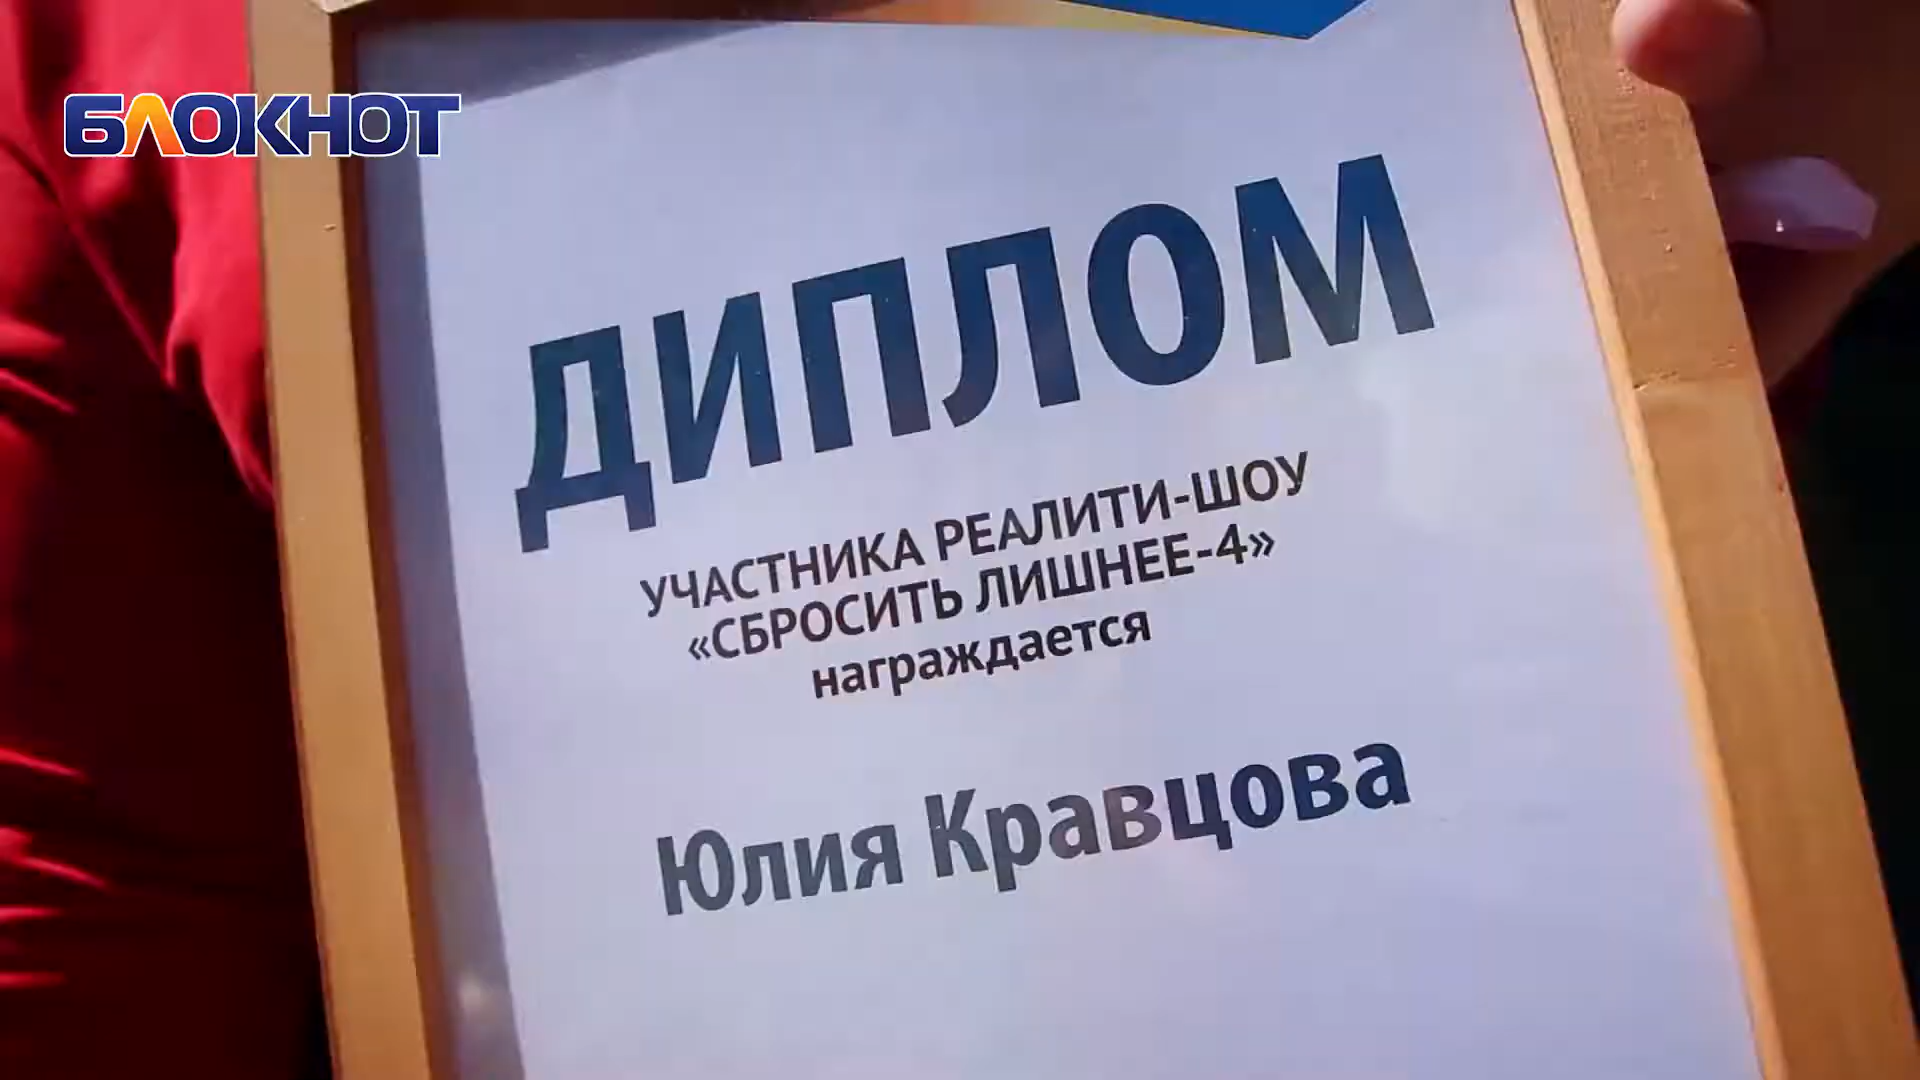 БЛОКНОТ
ДИПЛОМ
УЧАСТНИКА РЕАЛИТИ-ШОУ
«СБРОСИТЬ ЛИШНЕЕ-4»
награждается
Юлия Кравцова